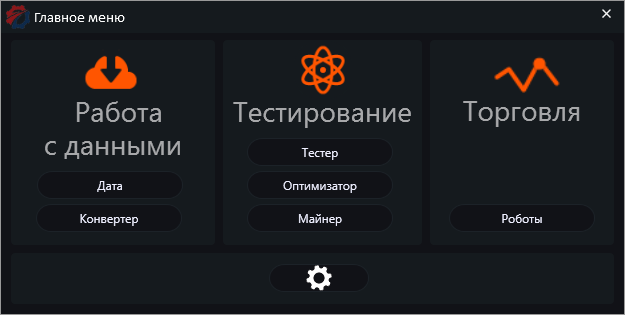 Главное меню
Работа
с данными
Дата
Конвертер
Тестирование
Тестер
Оптимизатор
Майнер
Торговля
Роботы